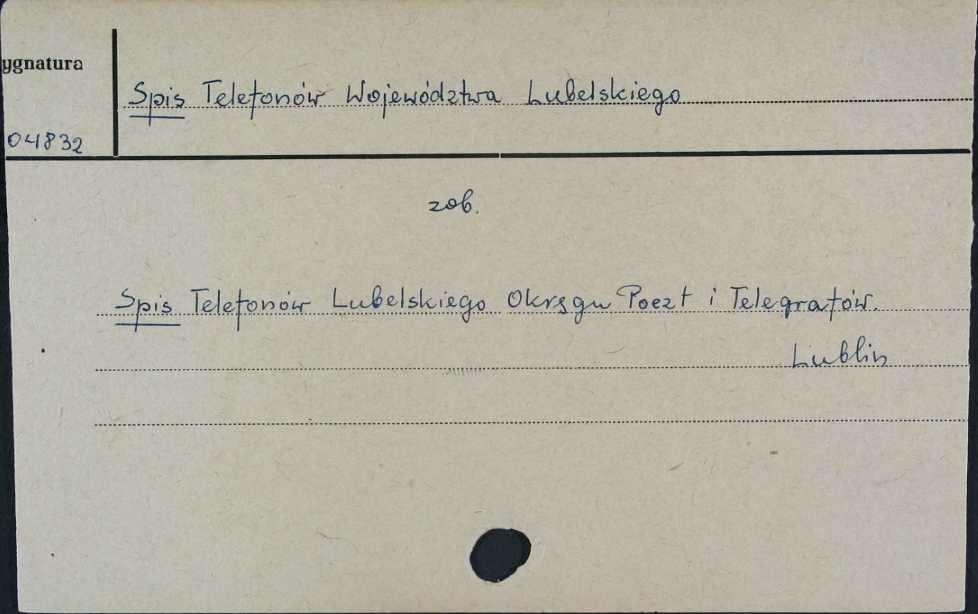 ygnatura
Spis Telefonów Województwa Lubelskiego
04832
zob.
Spis Telefonów Lubelskiego Okręgu Poczt i Telegrafów.
Lublin